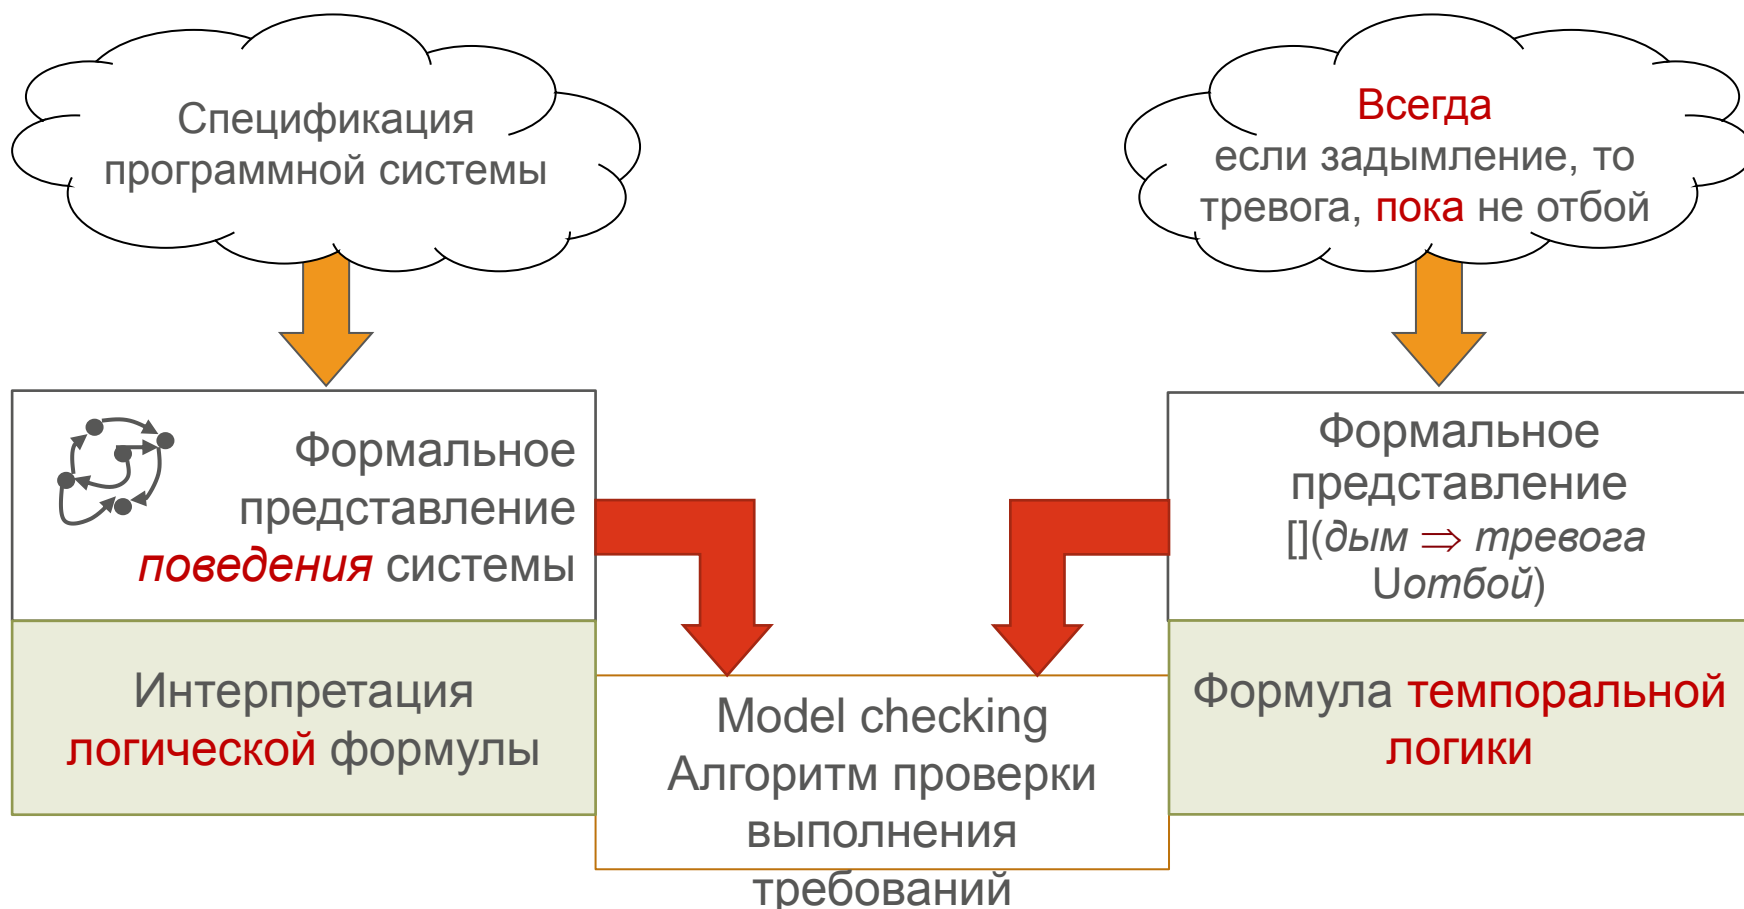 Спецификация
программной системы
Всегда
если задымление, то
тревога, пока не отбой
Формальное
представление
поведения системы
Формальное
представление
[](дым ⇒ тревога
Uотбой)
Интерпретация
логической формулы
Model checking
Алгоритм проверки
выполнения
требований
Формула темпоральной
логики